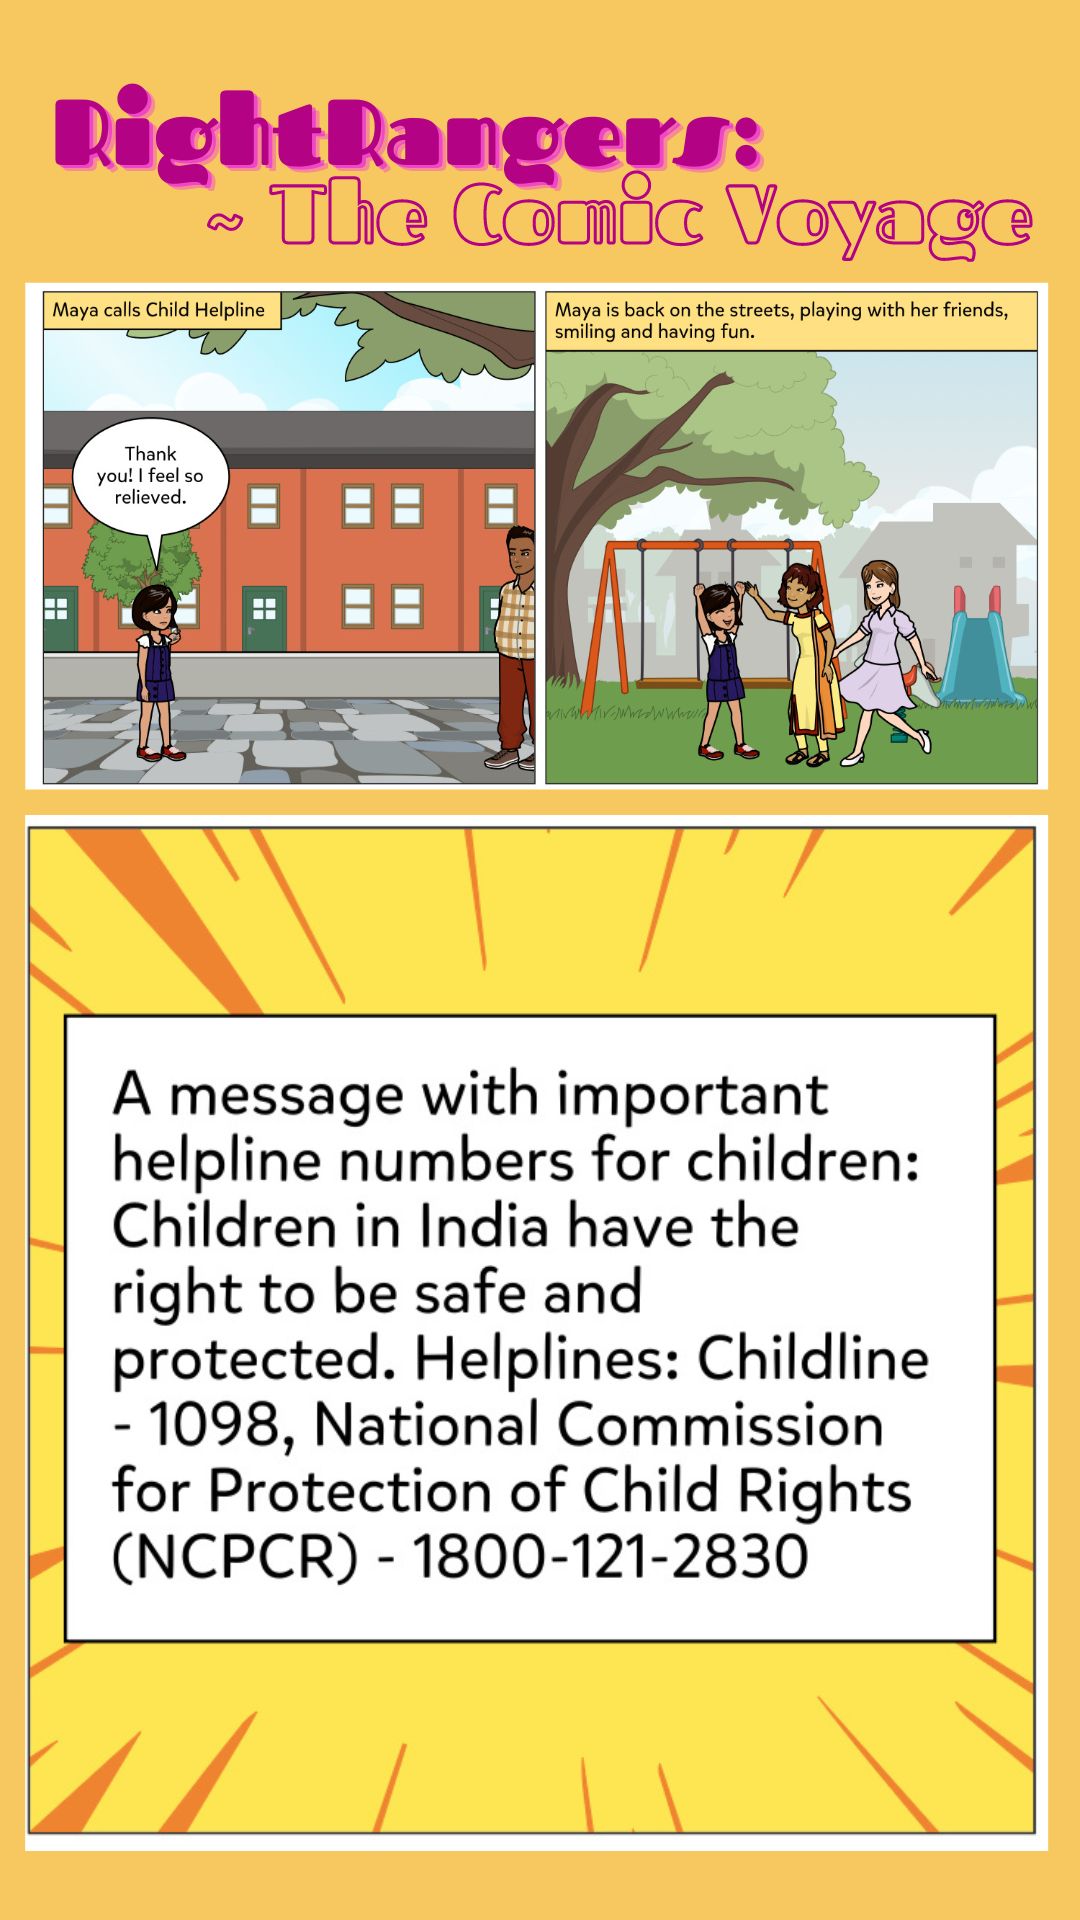 RightRangers:
~ The Comic Voyage
Maya calls Child Helpline
Thank
you! I feel so
relieved.
Maya is back on the streets, playing with her friends,
smiling and having fun.
A message with important
helpline numbers for children:
Children in India have the
right to be safe and
protected. Helplines: Childline
- 1098, National Commission
for Protection of Child Rights
(NCPCR) - 1800-121-2830